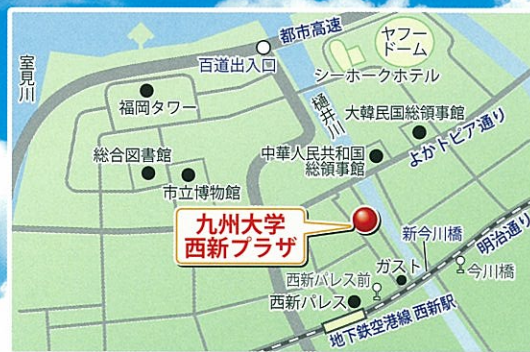 都市高速
ヤフー
ドーム
百道出入口
シーホークホテル
室見川
福岡タワー
樋井川
大韓民国総領事館
よかトピア通り
総合図書館
中華人民共和国
総領事館
市立博物館
九州大学
西新プラザ
新今川橋
明治通り
西新パレス前
ガスト
今川橋
西新パレス
地下鉄空港線 西新駅